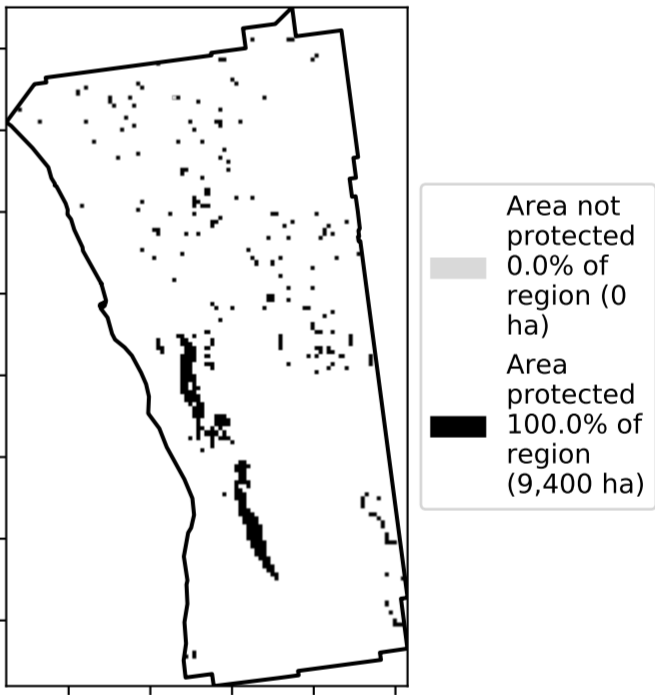 Area not
protected
0.0% of
region (0
ha)
Area
protected
100.0% of
region
(9,400 ha)